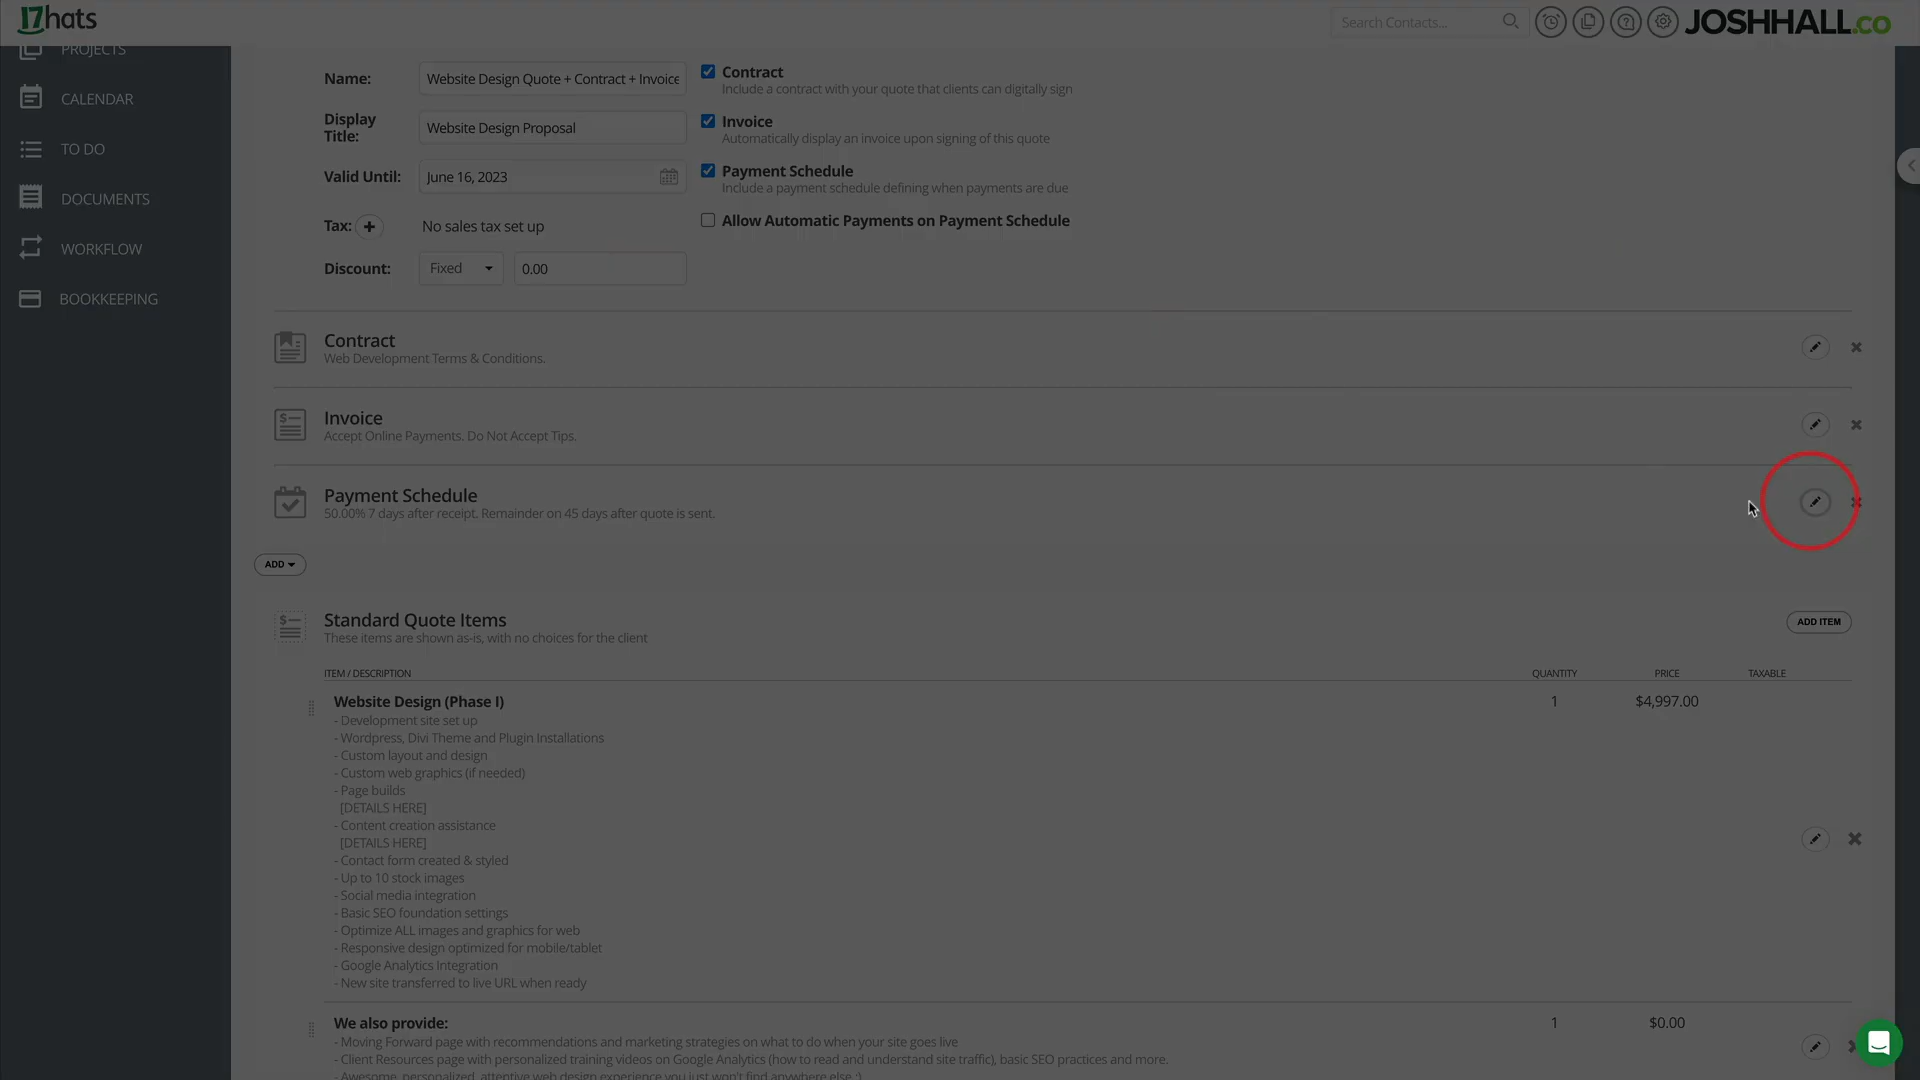 17hats
Search Contacts...
JOSHHALL.CO
PROJECTS
CALENDAR
TO DO
DOCUMENTS
WORKFLOW
BOOKKEEPING
Name:
Website Design Quote + Contract + Invoice
Display
Title:
Website Design Proposal
Valid Until:
June 16, 2023
Tax:
No sales tax set up
Discount:
Fixed
0.00
Contract
Include a contract with your quote that clients can digitally sign
Invoice
Automatically display an invoice upon signing of this quote
Payment Schedule
Include a payment schedule defining when payments are due
Allow Automatic Payments on Payment Schedule
Contract
Web Development Terms & Conditions.
Invoice
Accept Online Payments. Do Not Accept Tips.
Payment Schedule
50.00% 7 days after receipt. Remainder on 45 days after quote is sent.
ADD
Standard Quote Items
These items are shown as-is, with no choices for the client
ADD ITEM
ITEM / DESCRIPTION QUANTITY PRICE TAXABLE
Website Design (Phase I) 1 $4,997.00
- Development site set up
- Wordpress, Divi Theme and Plugin Installations
- Custom layout and design
- Custom web graphics (if needed)
- Page builds
[DETAILS HERE]
- Content creation assistance
[DETAILS HERE]
- Contact form created & styled
- Up to 10 stock images
- Social media integration
- Basic SEO foundation settings
- Optimize ALL images and graphics for web
- Responsive design optimized for mobile/tablet
- Google Analytics Integration
- New site transferred to live URL when ready
We also provide: 1 $0.00
- Moving Forward page with recommendations and marketing strategies on what to do when your site goes live
- Client Resources page with personalized training videos on Google Analytics (how to read and understand site traffic), basic SEO practices and more.
- Awesome, personalized, attentive web design experience you just won't find anywhere else :)